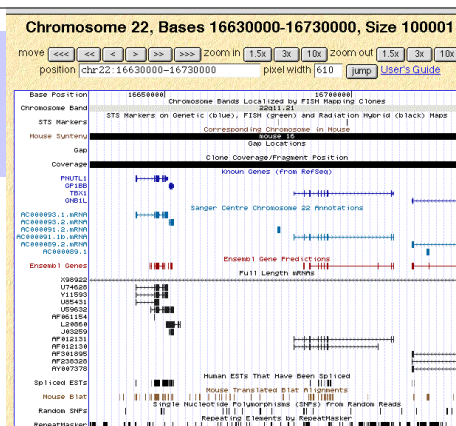 Chromosome 22, Bases 16630000-16730000, Size 100001
move <<< << < > >> >>> zoom in 1.5x 3x 10x zoom out 1.5x 3x 10x
position chr22:16630000-16730000 pixel width 610 jump User's Guide
Base Position 16650000| 16700000|
Chromosome Bands Localized by FISH Mapping Clones
Chromosome Band 22q11.21
STS Markers on Genetic (blue), FISH (green) and Radiation Hybrid (black) Maps
STS Markers
Corresponding Chromosome in Mouse
Mouse Synteny mouse 16
Gap Locations
Gap
Clone Coverage/Fragment Position
Coverage
Known Genes (from RefSeq)
PNUTL1
GP1BB
TBX1
GNB1L
Sanger Centre Chromosome 22 Annotations
AC000093.1.mRNA
AC000093.2.mRNA
AC000091.2.mRNA
AC000091.1b.mRNA
AC000089.2.mRNA
AC000089.1
Ensembl Gene Predictions
Ensembl Genes
Full Length mRNAs
X98922
U74628
Y11593
U85431
U59632
AF061154
L20860
J03259
AF012131
AF012130
AF301895
AF238328
AY007378
Human ESTs That Have Been Spliced
Spliced ESTs
Mouse Translated Blat Alignments
Mouse Blat
Single Nucleotide Polymorphisms (SNPs) from Random Reads
Random SNPs
Repeating Elements by RepeatMasker
RepeatMasker